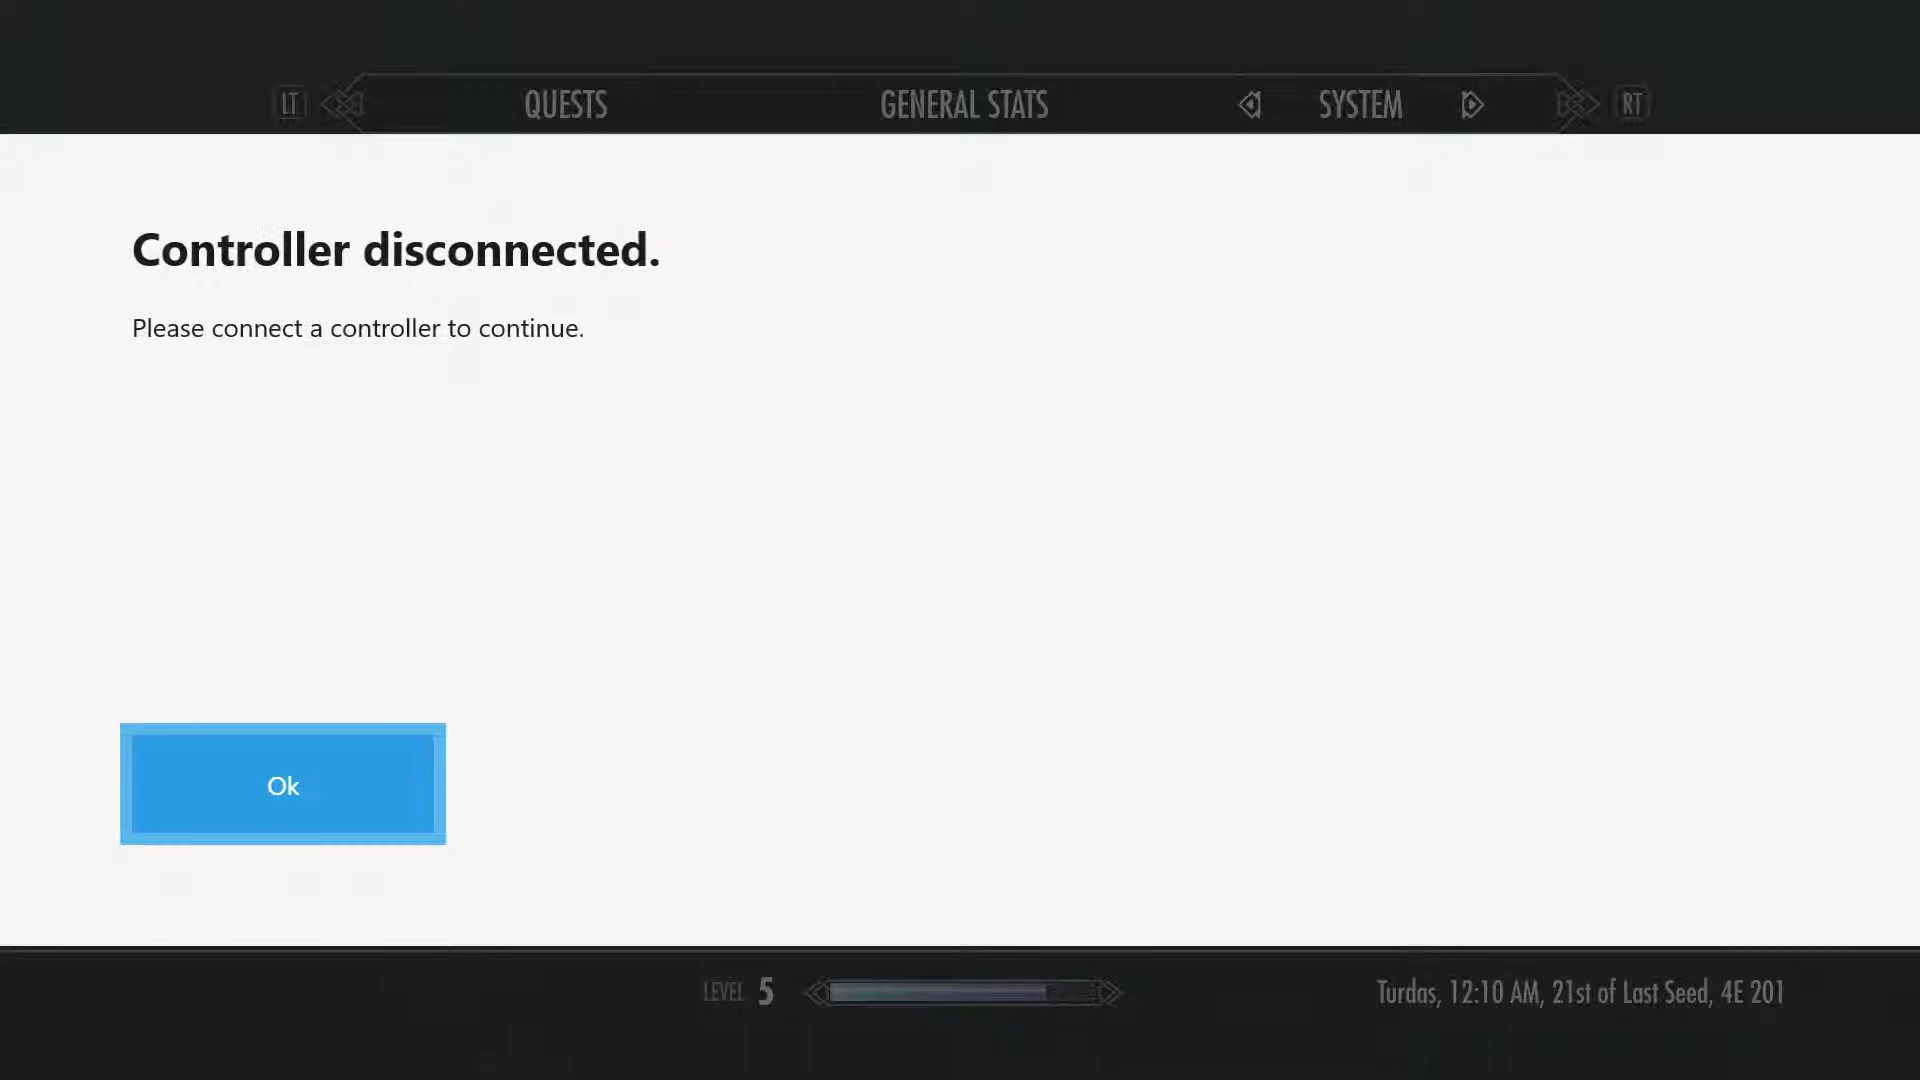 LT QUESTS GENERAL STATS SYSTEM RT
Controller disconnected.
Please connect a controller to continue.
Ok
LEVEL 5 Turdas, 12:10 AM, 21st of Last Seed, 4E 201